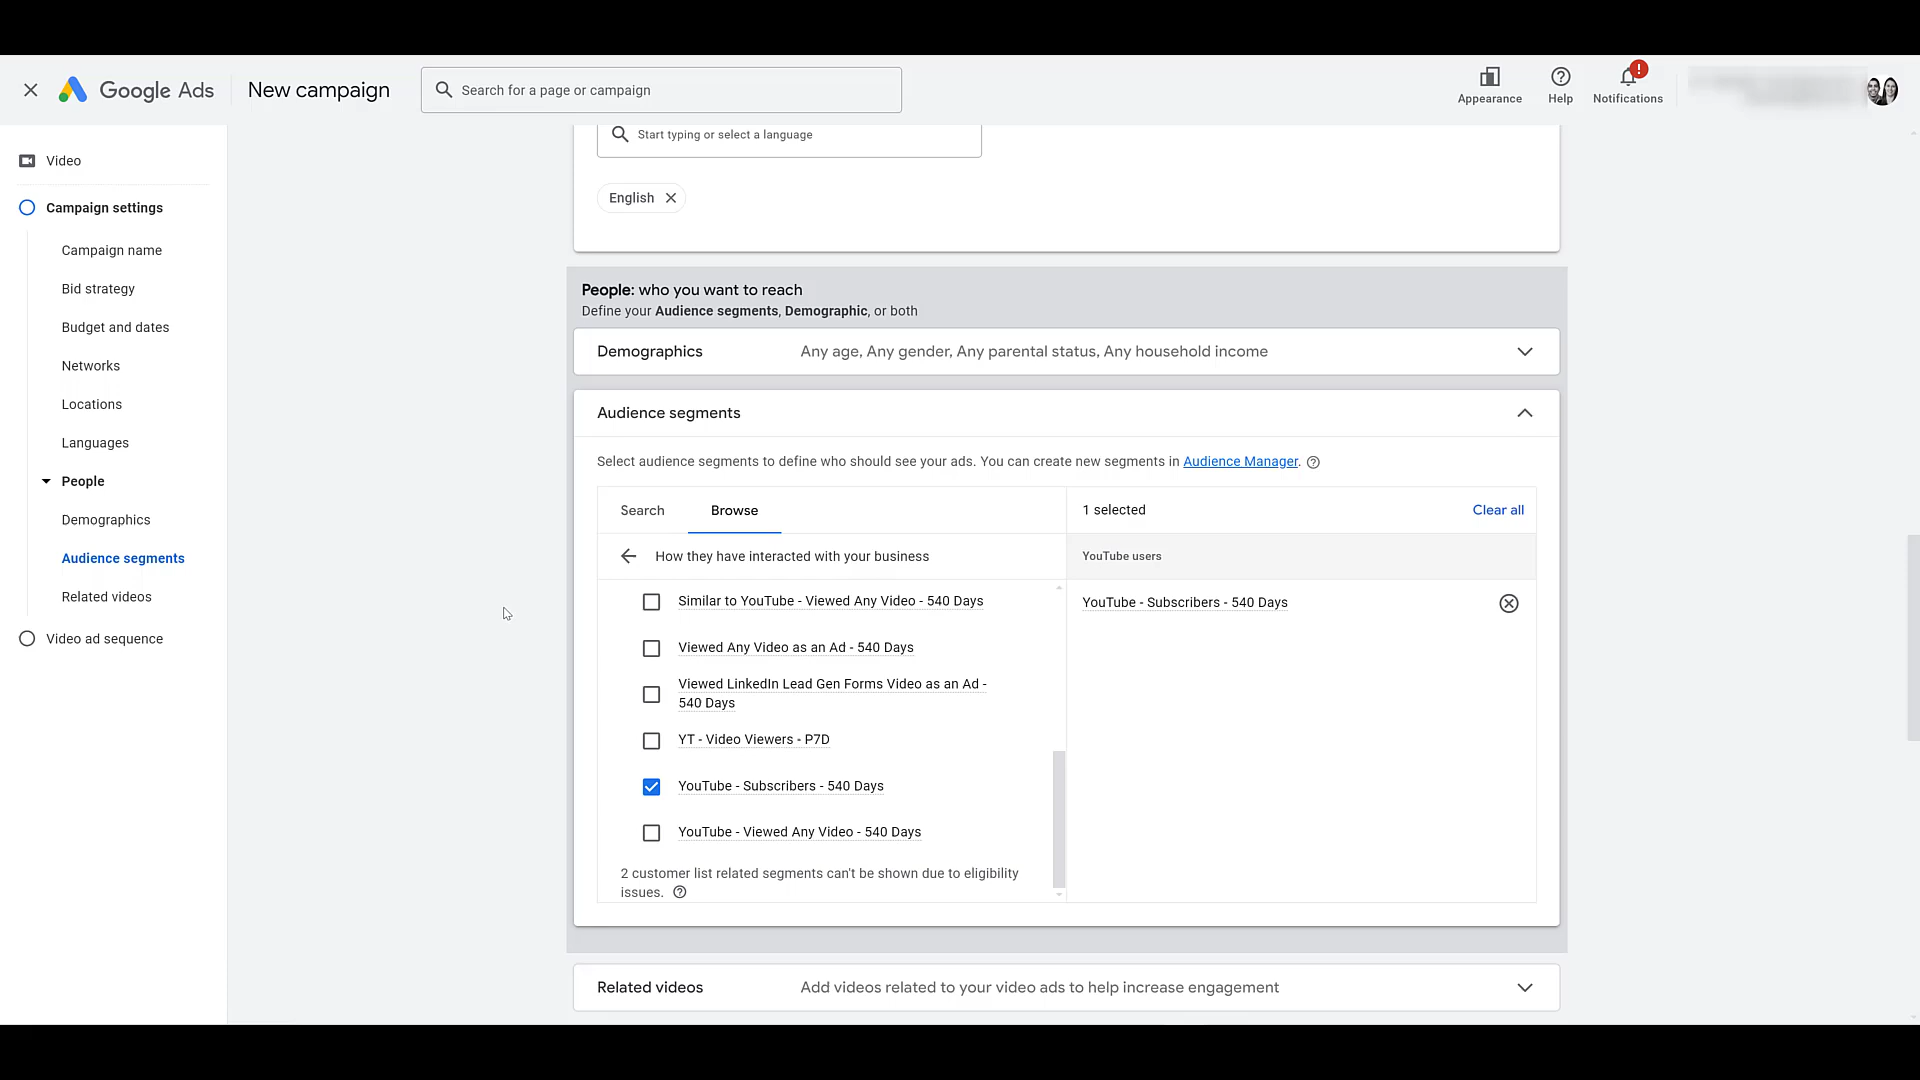 Google Ads
New campaign
Search for a page or campaign
Appearance
Help
!
Notifications
Video
Campaign settings
Campaign name
Bid strategy
Budget and dates
Networks
Locations
Languages
People
Demographics
Audience segments
Related videos
Video ad sequence
Start typing or select a language
English
People: who you want to reach
Define your Audience segments, Demographic, or both
Demographics
Any age, Any gender, Any parental status, Any household income
Audience segments
Select audience segments to define who should see your ads. You can create new segments in Audience Manager.
Search
Browse
How they have interacted with your business
Similar to YouTube - Viewed Any Video - 540 Days
Viewed Any Video as an Ad - 540 Days
Viewed LinkedIn Lead Gen Forms Video as an Ad -
540 Days
YT - Video Viewers - P7D
YouTube - Subscribers - 540 Days
YouTube - Viewed Any Video - 540 Days
2 customer list related segments can't be shown due to eligibility
issues.
1 selected
Clear all
YouTube users
YouTube - Subscribers - 540 Days
Related videos
Add videos related to your video ads to help increase engagement